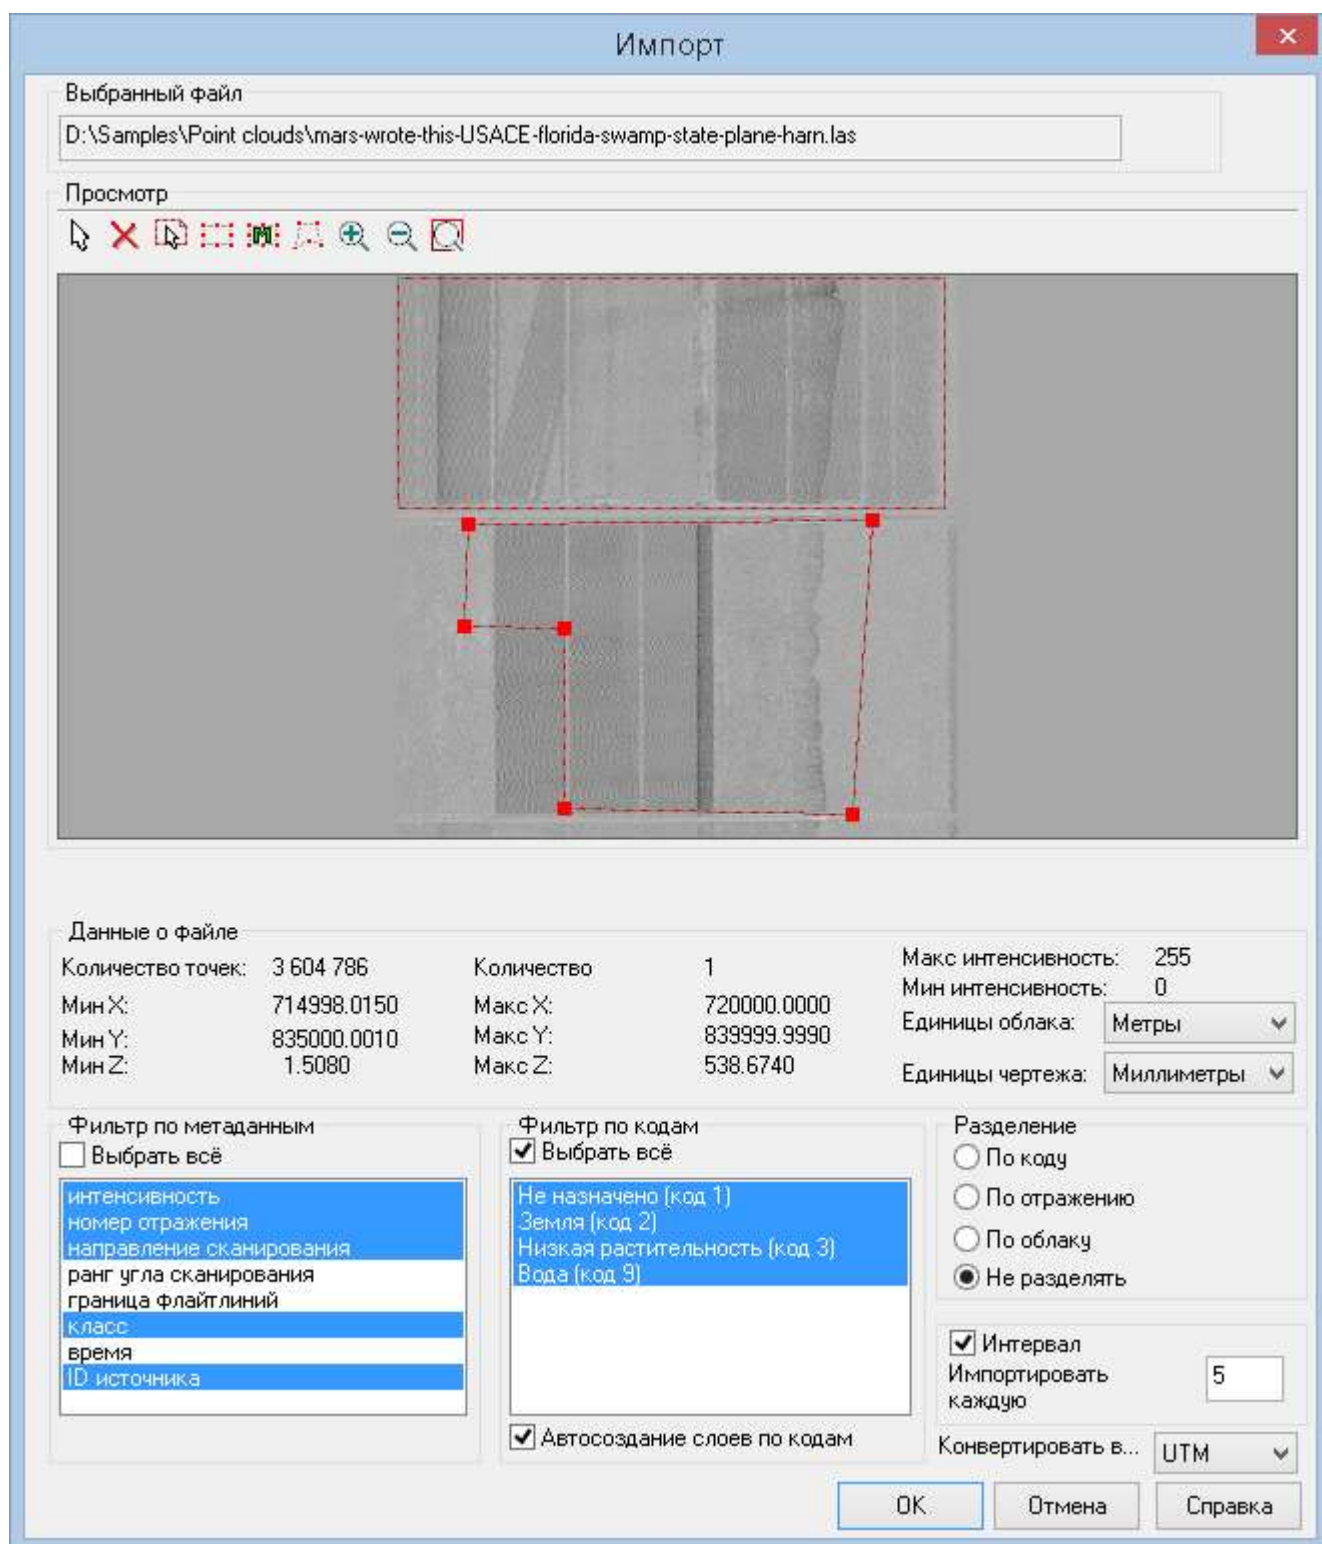 Импорт
Выбранный файл
D:\Samples\Point clouds\mars-wrote-this-USACE-florida-swamp-state-plane-harn.las
Просмотр
Данные о файле
Количество точек: 3 604 786 Количество 1 Макс интенсивность: 255
Мин интенсивность: 0
Мин X: 714998.0150 Макс X: 720000.0000
Единицы облака: Метры
Мин Y: 835000.0010 Макс Y: 839999.9990
Мин Z: 1.5080 Макс Z: 538.6740
Единицы чертежа: Миллиметры
Фильтр по метаданным
Выбрать всё
интенсивность
номер отражения
направление сканирования
ранг угла сканирования
граница флайтлиний
класс
время
ID источника
Фильтр по кодам
Выбрать всё
Не назначено (код 1)
Земля (код 2)
Низкая растительность (код 3)
Вода (код 9)
Автосоздание слоев по кодам
Разделение
По коду
По отражению
По облаку
Не разделять
Интервал
Импортировать 5
каждую
Конвертировать в... UTM
OK Отмена Справка